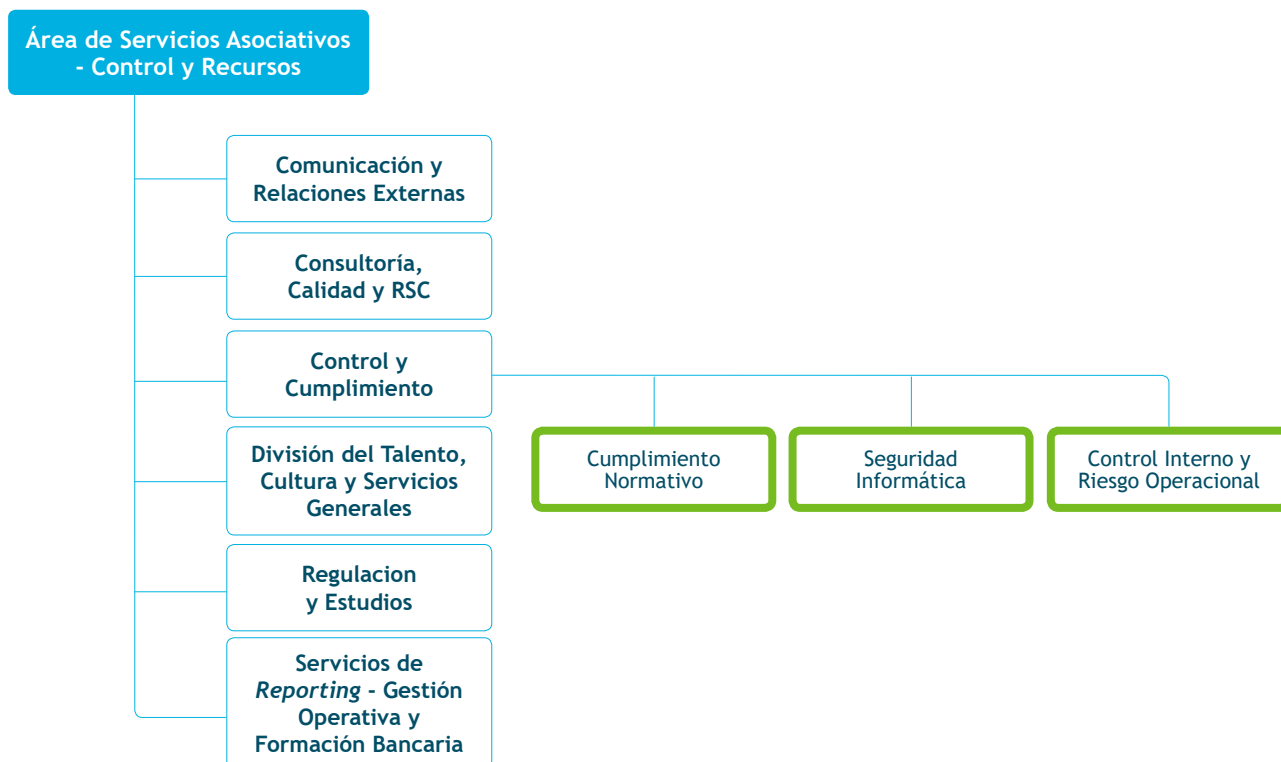 Área de Servicios Asociativos
- Control y Recursos
Comunicación y
Relaciones Externas
Consultoría,
Calidad y RSC
Control y
Cumplimiento
División del Talento,
Cultura y Servicios
Generales
Regulacion
y Estudios
Servicios de
Reporting - Gestión
Operativa y
Formación Bancaria
Cumplimiento
Normativo
Seguridad
Informática
Control Interno y
Riesgo Operacional